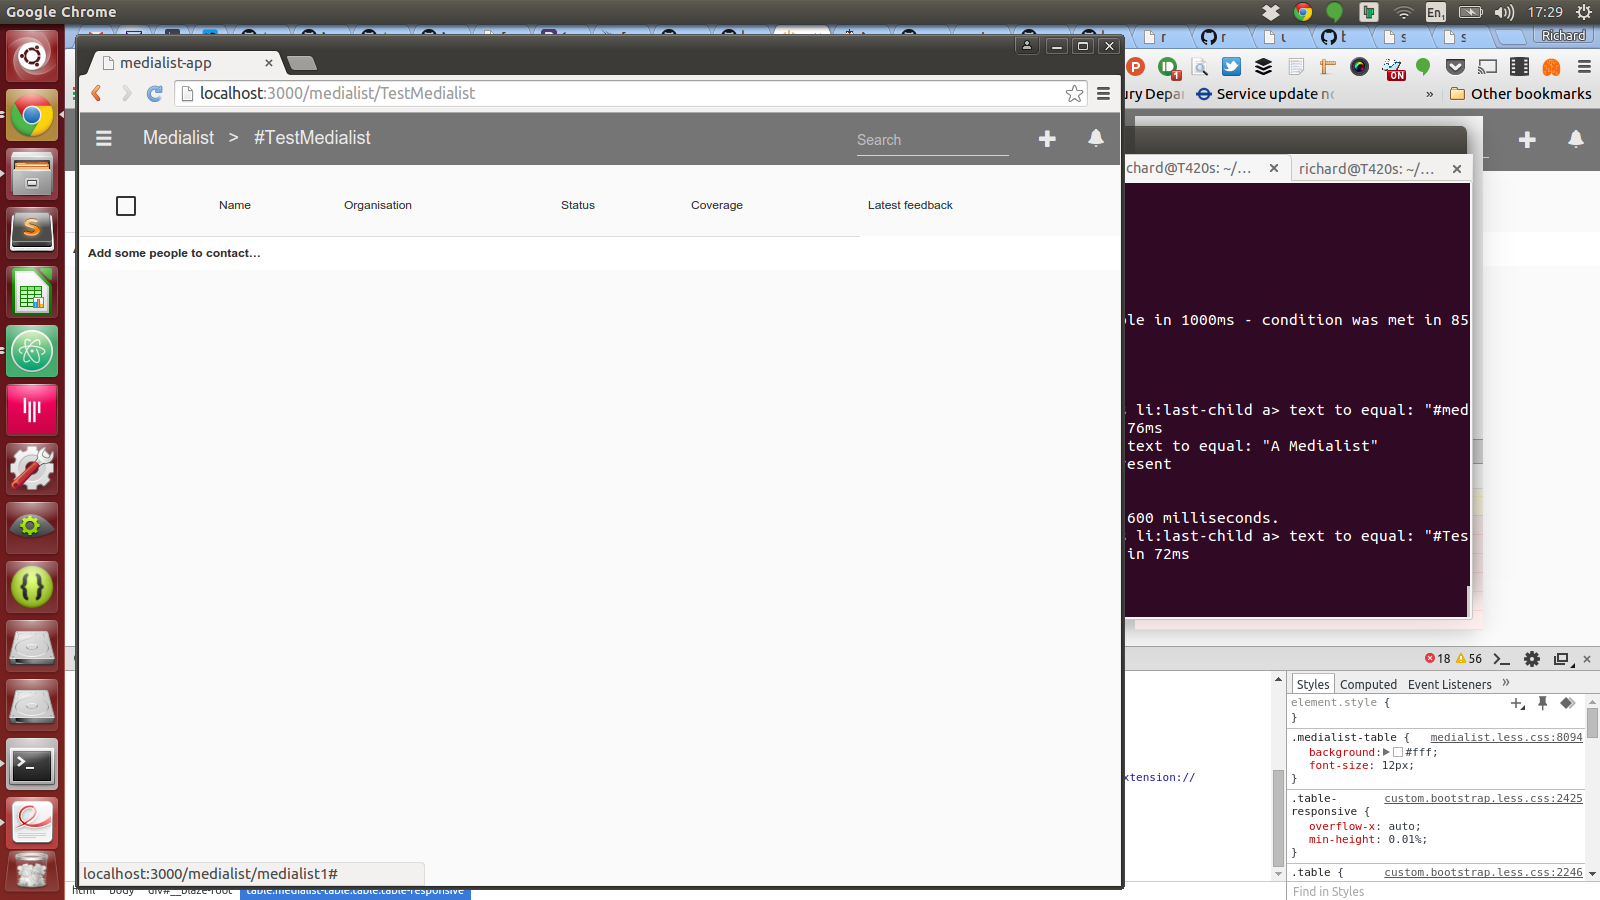 Google Chrome
En1
17:29
Richard
medialist-app
localhost:3000/medialist/TestMedialist
ury Depa
Service update n
»
Other bookmarks
Medialist > #TestMedialist
Search
richard@T420s: ~/...
Name
Organisation
Status
Coverage
Latest feedback
Add some people to contact...
chard@T420s: ~/...
ON
1
le in 1000ms - condition was met in 85
li:last-child a> text to equal: "#med
76ms
text to equal: "A Medialist"
resent
600 milliseconds.
li:last-child a> text to equal: "#Tes
in 72ms
18
56
Styles
Computed
Event Listeners
»
element.style {
}
.medialist-table {
medialist.less.css:8094
background: #fff;
font-size: 12px;
}
xtension://
.table-
custom.bootstrap.less.css:2425
responsive {
overflow-x: auto;
min-height: 0.01%;
}
.table {
custom.bootstrap.less.css:2246
Find in Styles
localhost:3000/medialist/medialist1#
html body div#__blaze-root table.medialist-table.table.table-responsive